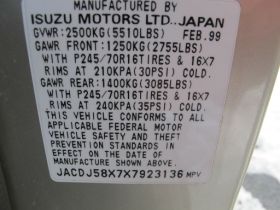 MANUFACTURED BY
ISUZU MOTORS LTD., JAPAN
GVWR: 2500KG(5510LBS) FEB.99
GAWR FRONT: 1250KG(2755LBS)
WITH P245/70R16TIRES & 16X7
RIMS AT 210KPA(30PSI) COLD.
GAWR REAR: 1400KG(3085LBS)
WITH P245/70R16TIRES & 16X7
RIMS AT 240KPA(35PSI) COLD.
THIS VEHICLE CONFORMS TO ALL
APPLICABLE FEDERAL MOTOR
VEHICLE SAFETY AND THEFT
PREVENTION STANDARDS IN
EFFECT ON THE DATE OF
MANUFACTURE SHOWN ABOVE.
JACDJ58X7X7923136 MPV